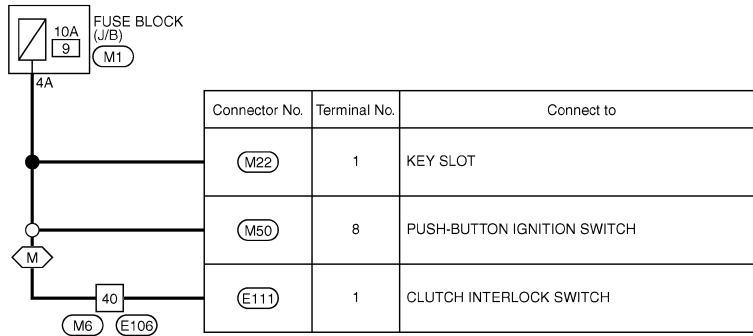 FUSE BLOCK
(J/B)
10A
9
M1
4A
Connector No. Terminal No. Connect to
M22 1 KEY SLOT
M50 8 PUSH-BUTTON IGNITION SWITCH
M
E111 1 CLUTCH INTERLOCK SWITCH
40
M6 E106